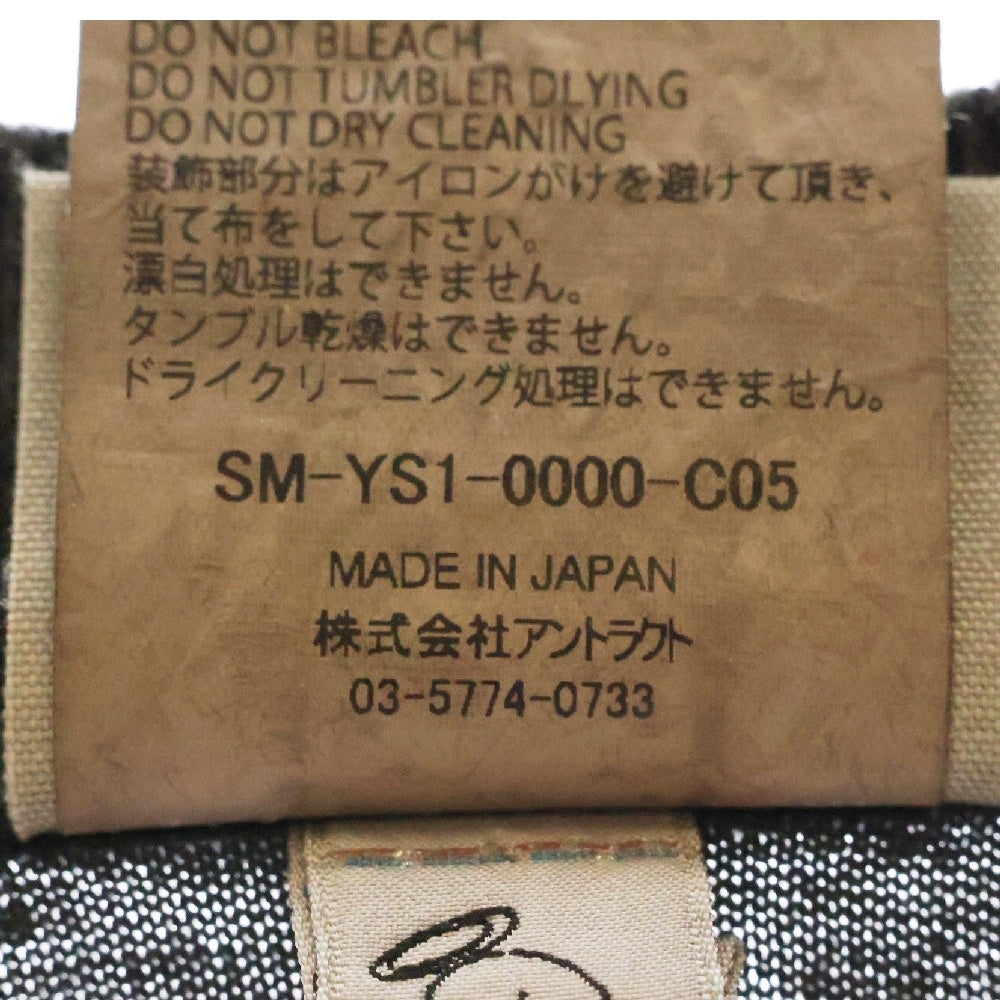 DO NOT BLEACH
DO NOT TUMBLER DLYING
DO NOT DRY CLEANING
装飾部分はアイロンがけを避けて頂き、
当て布をして下さい。
漂白処理はできません。
タンブル乾燥はできません。
ドライクリーニング処理はできません。
SM-YS1-0000-C05
MADE IN JAPAN
株式会社アントラクト
03-5774-0733